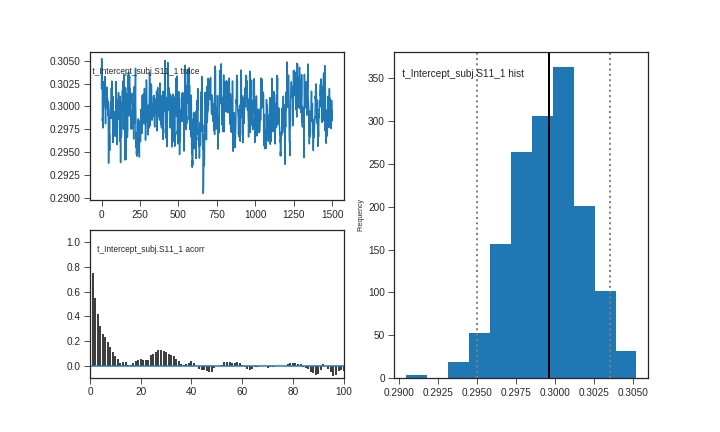 0.3050
t_Intercept_subj.S11_1 trace
0.3025
0.3000
0.2975
0.2950
0.2900
0 250 500 750 1000 1250 1500
1.0
t_Intercept_subj.S11_1 acorr
0.8
0.6
0.4
0.2
0.0
0 20 40 60 80 100
t_Intercept_subj.S11_1 hist
350
300
250
200
150
100
50
0
Frequency
0.2900 0.2925 0.2950 0.2975 0.3000 0.3025 0.3050